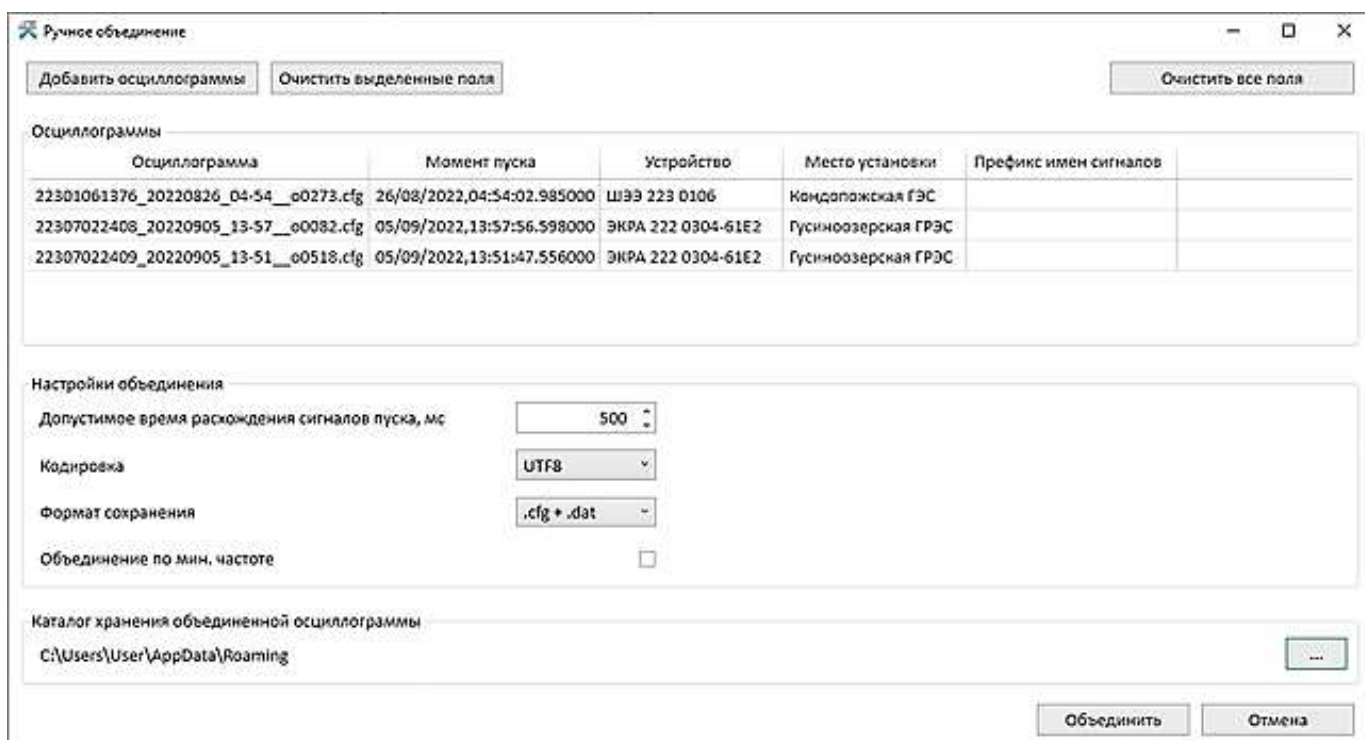 Ручное объединение
Добавить осциллограммы Очистить выделенные поля Очистить все поля
Осциллограммы
Осциллограмма Момент пуска Устройство Место установки Префикс имен сигналов
22301061376_20220826_04-54__o0273.cfg 26/08/2022,04:54:02.985000 ШЭЭ 223 0106 Кондопожская ГЭС
22307022408_20220905_13-57__o0082.cfg 05/09/2022,13:57:56.598000 ЭКРА 222 0304-61E2 Гусиноозерская ГРЭС
22307022409_20220905_13-51__o0518.cfg 05/09/2022,13:51:47.556000 ЭКРА 222 0304-61E2 Гусиноозерская ГРЭС
Настройки объединения
Допустимое время расхождения сигналов пуска, мс 500
Кодировка UTF8
Формат сохранения .cfg + .dat
Объединение по мин. частоте
Каталог хранения объединенной осциллограммы
C:\Users\User\AppData\Roaming ...
Объединить Отмена